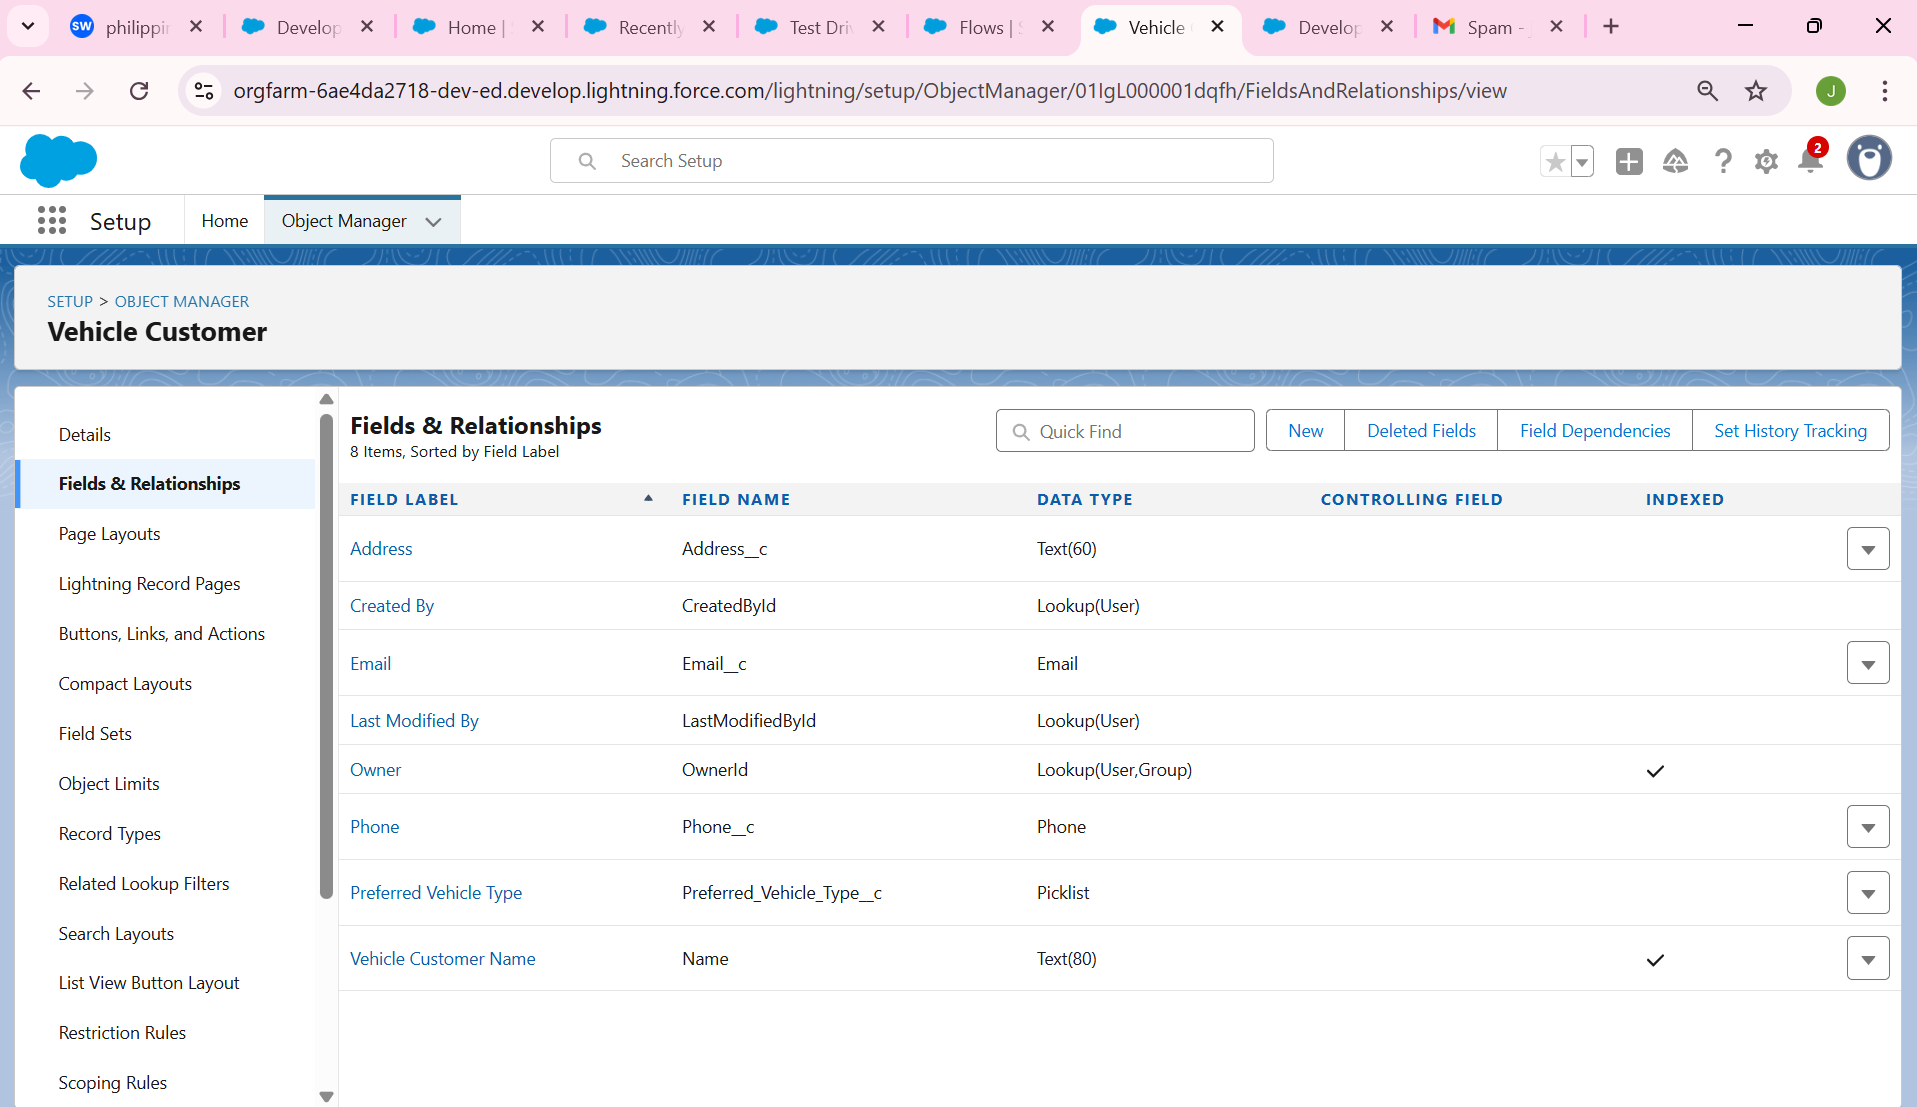 philippin
Develop
Home |
Recently
Test Driv
Flows | S
Vehicle
Develop
Spam -
orgfarm-6ae4da2718-dev-ed.develop.lightning.force.com/lightning/setup/ObjectManager/01IgL000001dqfh/FieldsAndRelationships/view
J
Search Setup
2
Setup
Home
Object Manager
SETUP > OBJECT MANAGER
Vehicle Customer
Details
Fields & Relationships
Page Layouts
Lightning Record Pages
Buttons, Links, and Actions
Compact Layouts
Field Sets
Object Limits
Record Types
Related Lookup Filters
Search Layouts
List View Button Layout
Restriction Rules
Scoping Rules
Fields & Relationships
8 Items, Sorted by Field Label
Quick Find
New
Deleted Fields
Field Dependencies
Set History Tracking
FIELD LABEL FIELD NAME DATA TYPE CONTROLLING FIELD INDEXED
Address Address__c Text(60)
Created By CreatedById Lookup(User)
Email Email__c Email
Last Modified By LastModifiedById Lookup(User)
Owner OwnerId Lookup(User,Group)
Phone Phone__c Phone
Preferred Vehicle Type Preferred_Vehicle_Type__c Picklist
Vehicle Customer Name Name Text(80)